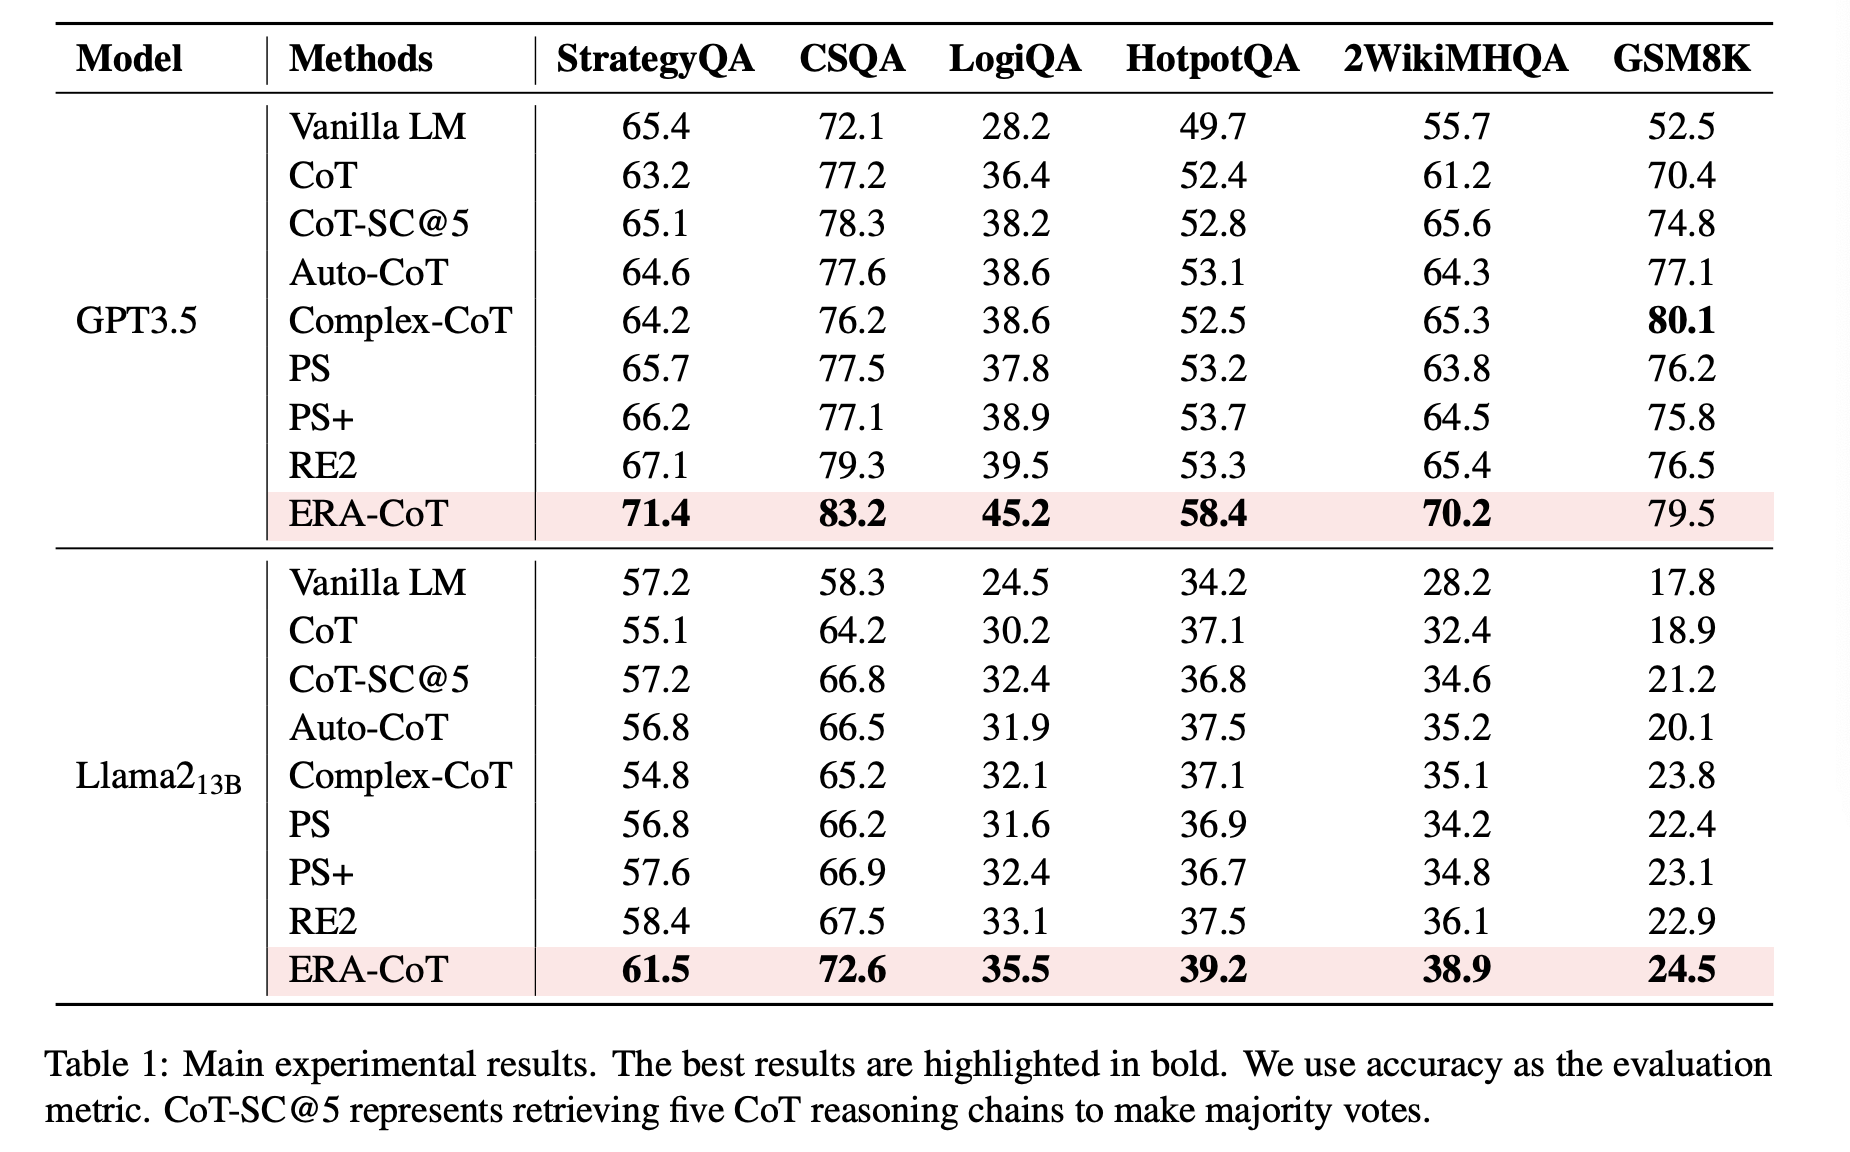 Model Methods StrategyQA CSQA LogiQA HotpotQA 2WikiMHQA GSM8K
Vanilla LM 65.4 72.1 28.2 49.7 55.7 52.5
CoT 63.2 77.2 36.4 52.4 61.2 70.4
CoT-SC@5 65.1 78.3 38.2 52.8 65.6 74.8
Auto-CoT 64.6 77.6 38.6 53.1 64.3 77.1
GPT3.5 Complex-CoT 64.2 76.2 38.6 52.5 65.3 80.1
PS 65.7 77.5 37.8 53.2 63.8 76.2
PS+ 66.2 77.1 38.9 53.7 64.5 75.8
RE2 67.1 79.3 39.5 53.3 65.4 76.5
ERA-CoT 71.4 83.2 45.2 58.4 70.2 79.5
Vanilla LM 57.2 58.3 24.5 34.2 28.2 17.8
CoT 55.1 64.2 30.2 37.1 32.4 18.9
CoT-SC@5 57.2 66.8 32.4 36.8 34.6 21.2
Auto-CoT 56.8 66.5 31.9 37.5 35.2 20.1
Llama213B Complex-CoT 54.8 65.2 32.1 37.1 35.1 23.8
PS 56.8 66.2 31.6 36.9 34.2 22.4
PS+ 57.6 66.9 32.4 36.7 34.8 23.1
RE2 58.4 67.5 33.1 37.5 36.1 22.9
ERA-CoT 61.5 72.6 35.5 39.2 38.9 24.5
Table 1: Main experimental results. The best results are highlighted in bold. We use accuracy as the evaluation
metric. CoT-SC@5 represents retrieving five CoT reasoning chains to make majority votes.